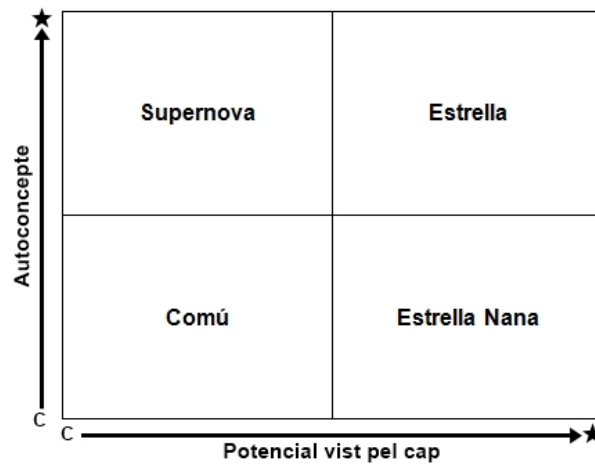 Supernova
Estrella
Autoconcepte
Comú
Estrella Nana
C
C
Potencial vist pel cap